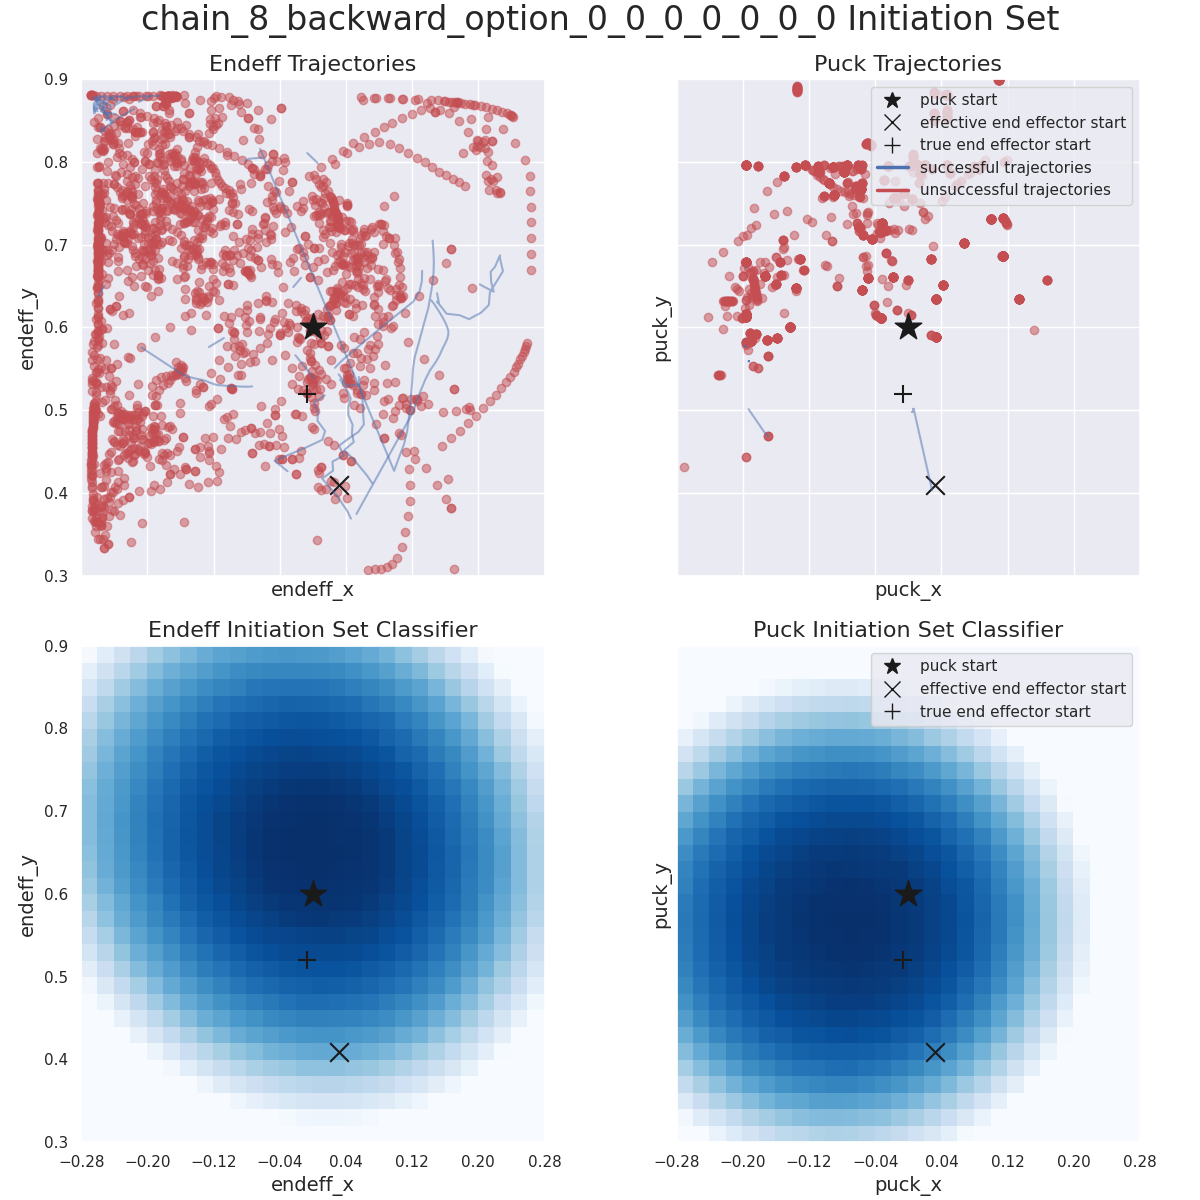 chain_8_backward_option_0_0_0_0_0_0_0 Initiation Set
Endeff Trajectories
0.9
0.8
0.7
0.6
0.5
0.4
0.3
endeff_y
endeff_x
Puck Trajectories
puck start
effective end effector start
true end effector start
successful trajectories
unsuccessful trajectories
puck_y
puck_x
Endeff Initiation Set Classifier
0.9
0.8
0.7
0.6
0.5
0.4
0.3
endeff_y
−0.28 −0.20 −0.12 −0.04 0.04 0.12 0.20 0.28
endeff_x
Puck Initiation Set Classifier
puck start
effective end effector start
true end effector start
puck_y
−0.28 −0.20 −0.12 −0.04 0.04 0.12 0.20 0.28
puck_x